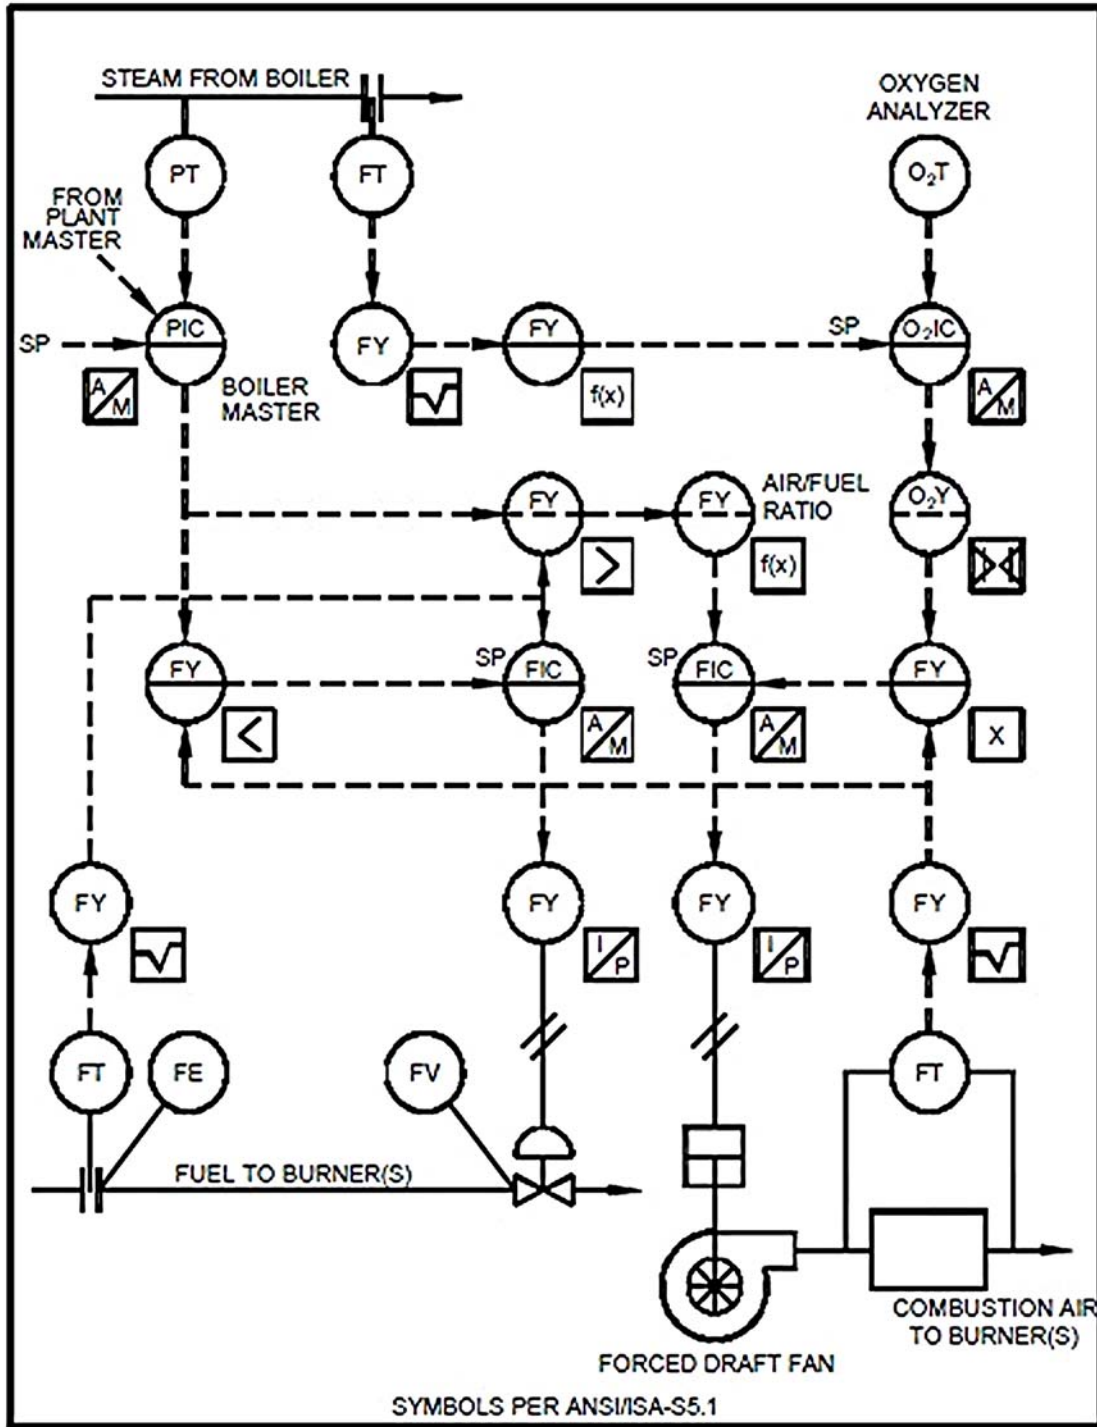 STEAM FROM BOILER
OXYGEN
ANALYZER
PT
FT
O₂T
FROM
PLANT
MASTER
SP
PIC
A/M
BOILER
MASTER
FY
√
FY
f(x)
SP
O₂IC
A/M
FY
>
FY
AIR/FUEL
RATIO
f(x)
O₂Y
FY
<
SP
FIC
A/M
SP
FIC
A/M
FY
X
FY
√
FY
I/P
FY
I/P
FY
√
FT
FE
FV
FT
FUEL TO BURNER(S)
COMBUSTION AIR
TO BURNER(S)
FORCED DRAFT FAN
SYMBOLS PER ANSI/ISA-S5.1